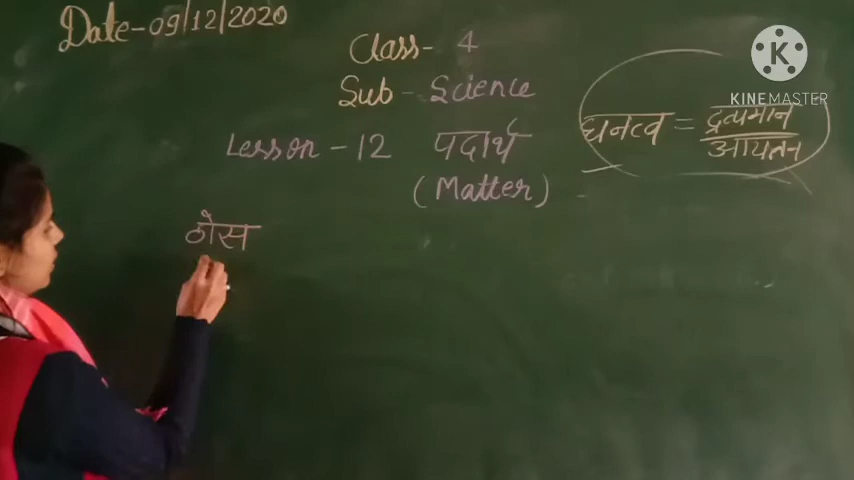 Date-09/12/2020
Class- 4
Sub - Science
Lesson -12 पदार्थ
(Matter)
घनत्व = द्रव्यमान
आयतन
ठोस
K
KINEMASTER